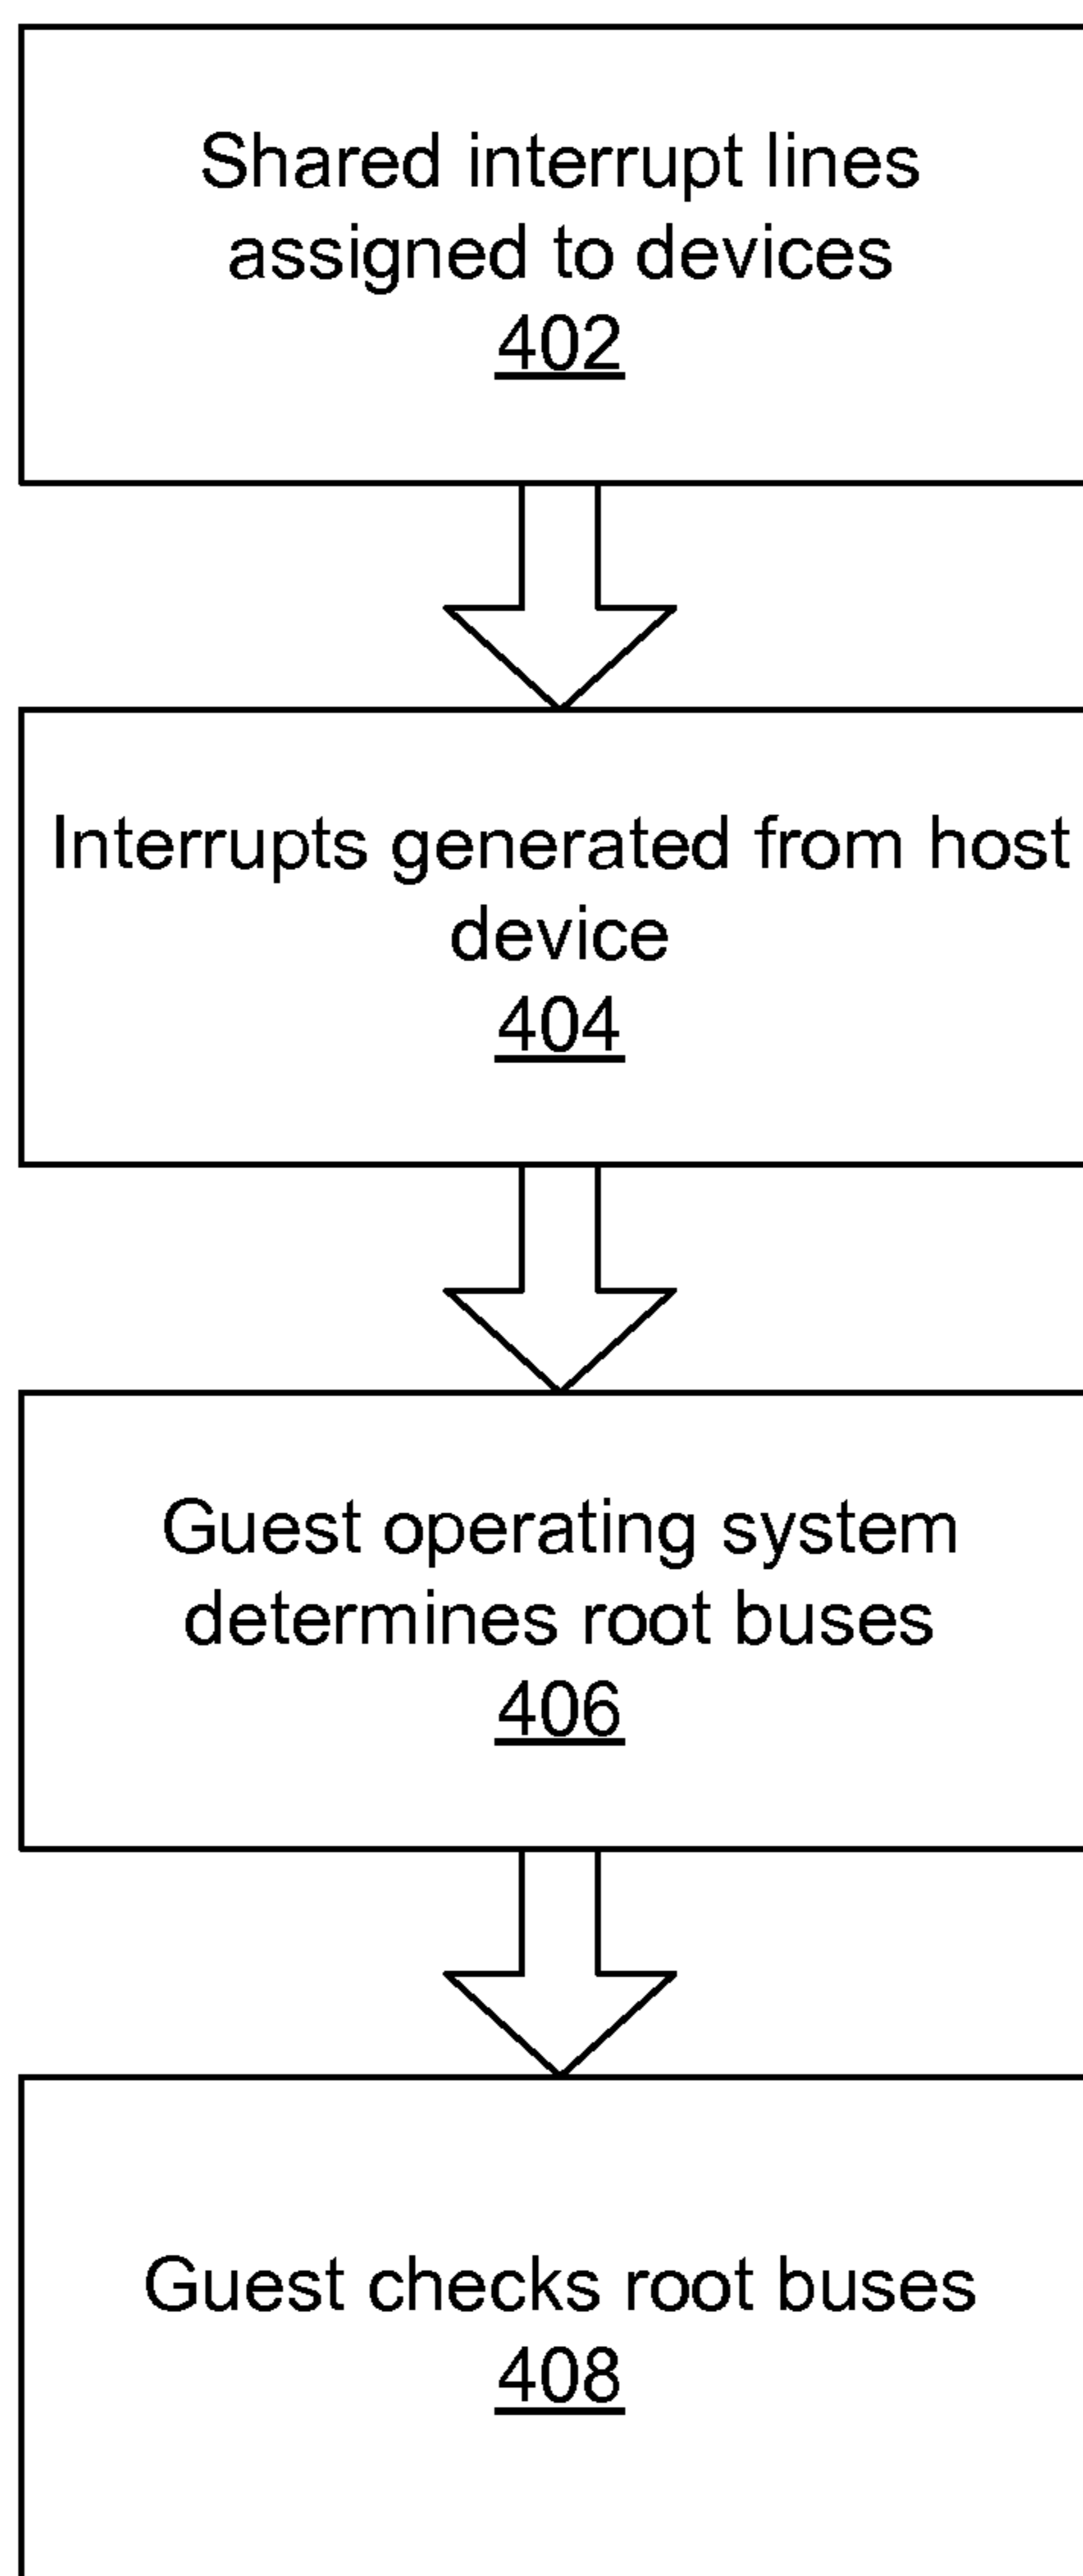 Shared interrupt lines
assigned to devices
402
Interrupts generated from host
device
404
Guest operating system
determines root buses
406
Guest checks root buses
408